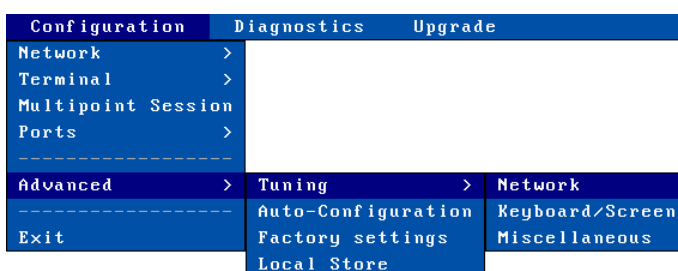 Configuration Diagnostics Upgrade
Network >
Terminal >
Multipoint Session
Ports >
------------------
Advanced > Tuning > Network
------------------ Auto-Configuration Keyboard/Screen
Exit Factory settings Miscellaneous
Local Store